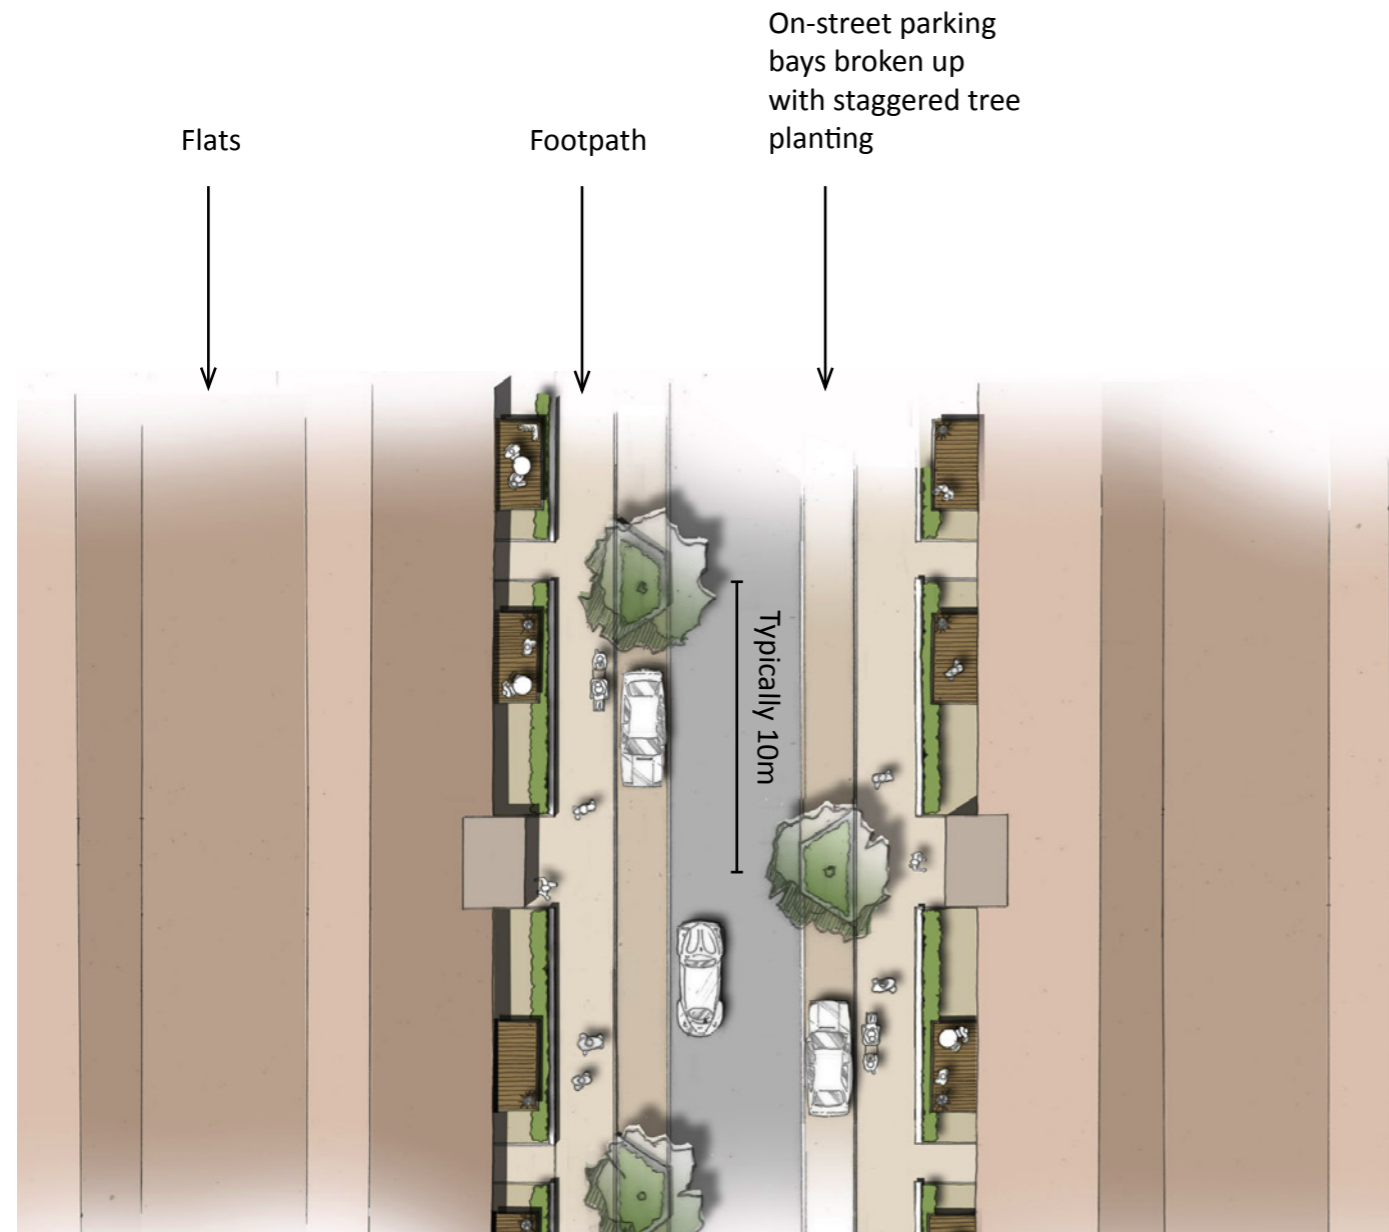 On-street parking
bays broken up
with staggered tree
planting
Flats
Footpath
Typically 10m